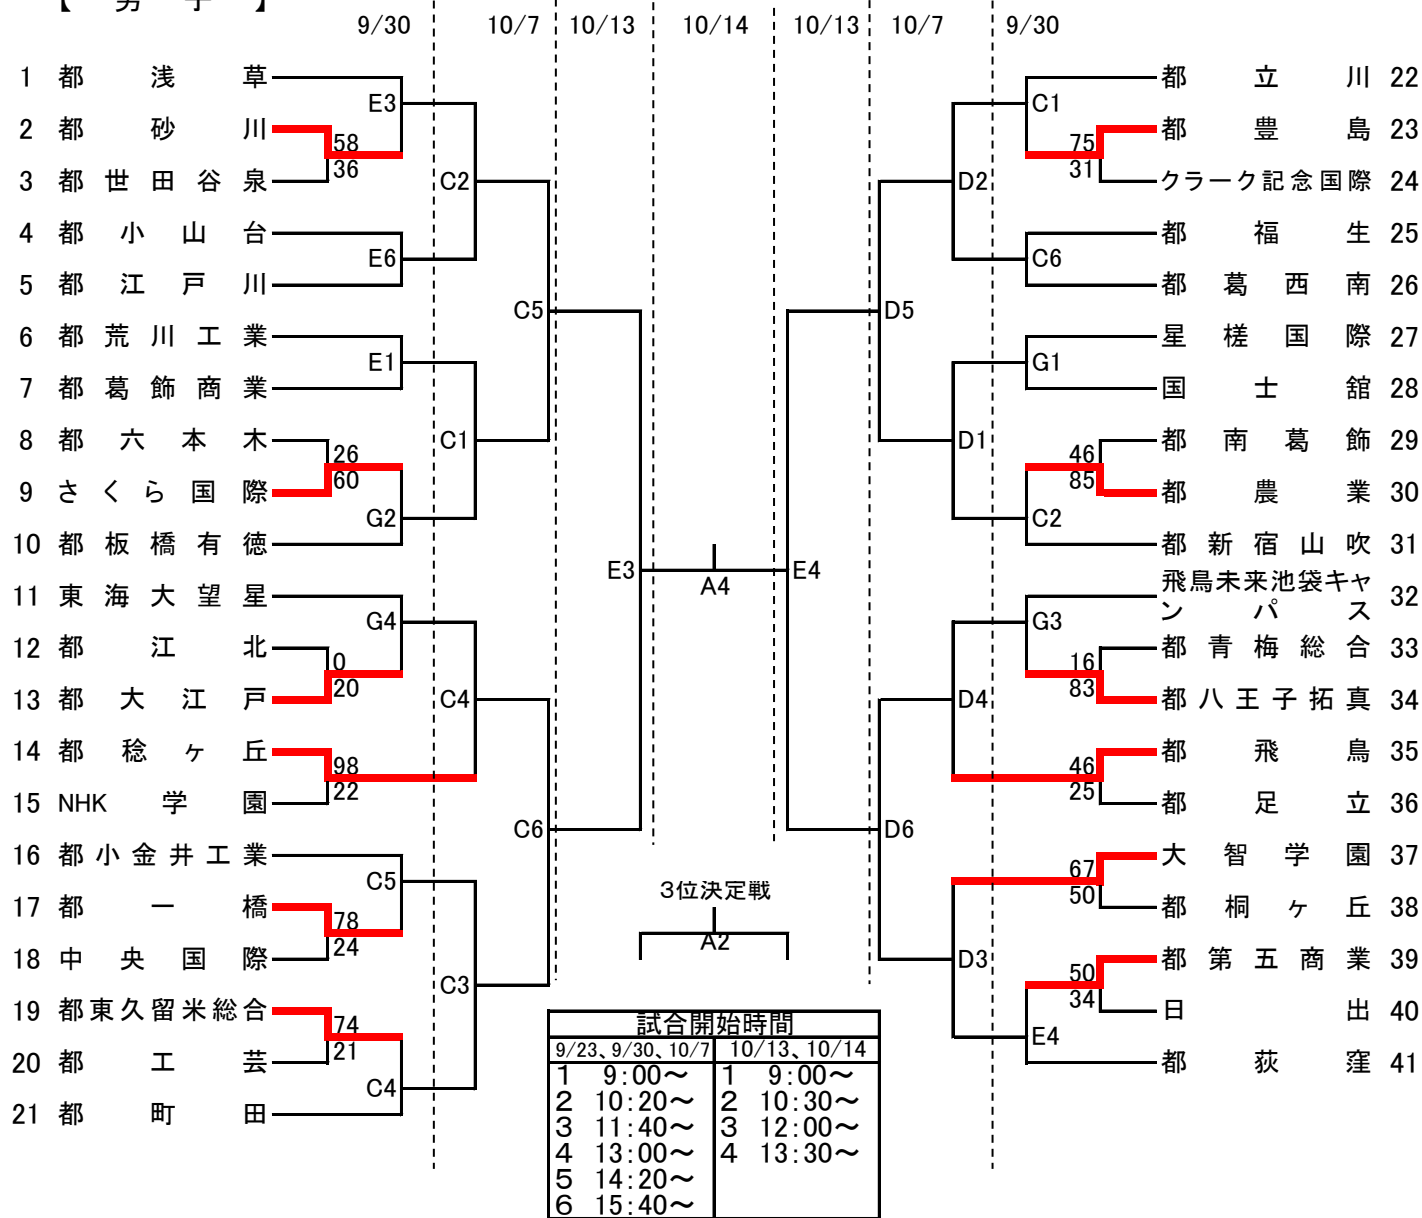 【 男 子 】
9/30 10/7 10/13 10/14 10/13 10/7 9/30
1 都浅草
2 都砂川
3 都世田谷泉
4 都小山台
5 都江戸川
6 都荒川工業
7 都葛飾商業
8 都六本木
9 さくら国際
10 都板橋有徳
11 東海大望星
12 都江北
13 都大江戸
14 都稔ヶ丘
15 NHK学園
16 都小金井工業
17 都一橋
18 中央国際
19 都東久留米総合
20 都工芸
21 都町田
58
36
26
60
0
20
98
22
78
24
74
21
E3
E6
E1
G2
G4
C5
C4
C2
C1
C4
C3
C5
C6
E3
A4
E4
3位決定戦
A2
D5
D6
D2
D1
D4
D3
C1
C6
G1
C2
G3
E4
75
31
46
85
16
83
46
25
67
50
50
34
都立川 22
都豊島 23
クラーク記念国際 24
都福生 25
都葛西南 26
星槎国際 27
国士舘 28
都南葛飾 29
都農業 30
都新宿山吹 31
飛鳥未来池袋キャ
ンパス 32
都青梅総合 33
都八王子拓真 34
都飛鳥 35
都足立 36
大智学園 37
都桐ヶ丘 38
都第五商業 39
日出 40
都荻窪 41
試合開始時間
9/23、9/30、10/7 10/13、10/14
1 9:00～ 1 9:00～
2 10:20～ 2 10:30～
3 11:40～ 3 12:00～
4 13:00～ 4 13:30～
5 14:20～
6 15:40～